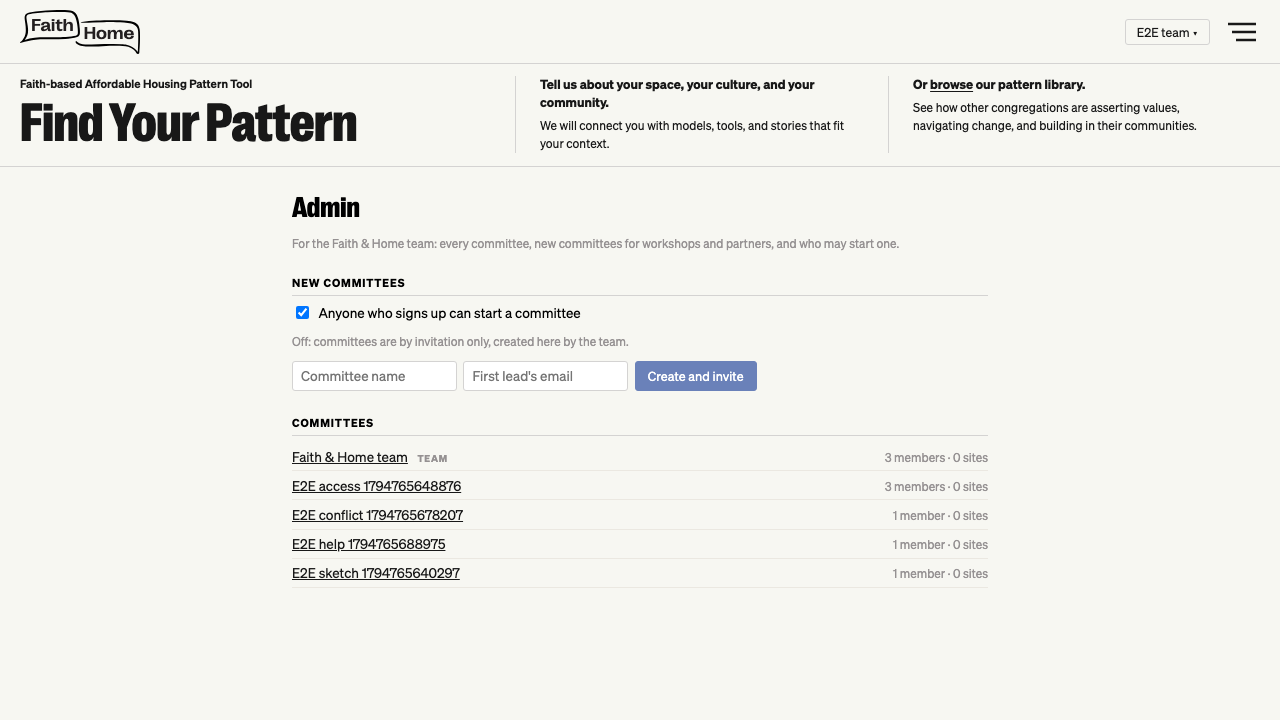 Faith
Home
E2E team ▾
Faith-based Affordable Housing Pattern Tool
Find Your Pattern
Tell us about your space, your culture, and your
community.
We will connect you with models, tools, and stories that fit
your context.
Or browse our pattern library.
See how other congregations are asserting values,
navigating change, and building in their communities.
Admin
For the Faith & Home team: every committee, new committees for workshops and partners, and who may start one.
NEW COMMITTEES
Anyone who signs up can start a committee
Off: committees are by invitation only, created here by the team.
Committee name
First lead's email
Create and invite
COMMITTEES
Faith & Home team TEAM 3 members · 0 sites
E2E access 1794765648876 3 members · 0 sites
E2E conflict 1794765678207 1 member · 0 sites
E2E help 1794765688975 1 member · 0 sites
E2E sketch 1794765640297 1 member · 0 sites